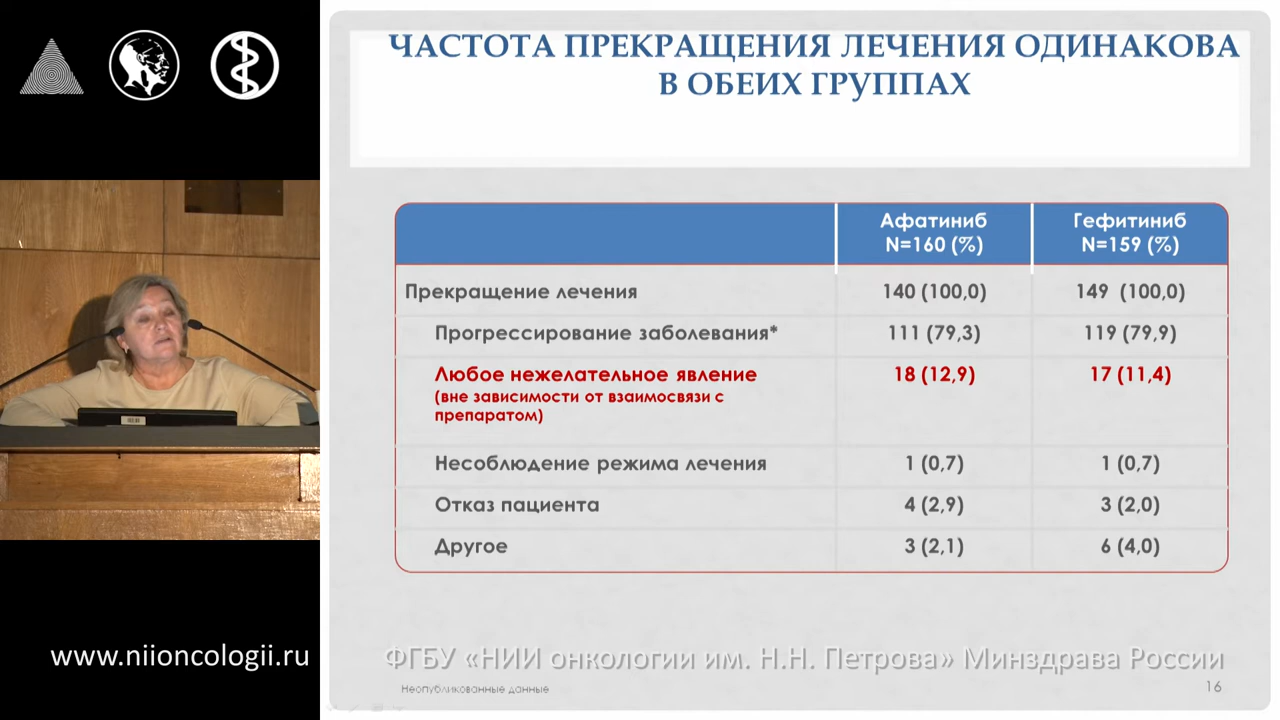 ЧАСТОТА ПРЕКРАЩЕНИЯ ЛЕЧЕНИЯ ОДИНАКОВА
В ОБЕИХ ГРУППАХ
Афатиниб Гефитиниб
N=160 (%) N=159 (%)
Прекращение лечения 140 (100,0) 149 (100,0)
Прогрессирование заболевания* 111 (79,3) 119 (79,9)
Любое нежелательное явление 18 (12,9) 17 (11,4)
(вне зависимости от взаимосвязи с
препаратом)
Несоблюдение режима лечения 1 (0,7) 1 (0,7)
Отказ пациента 4 (2,9) 3 (2,0)
Другое 3 (2,1) 6 (4,0)
www.niioncologii.ru
ФГБУ «НИИ онкологии им. Н.Н. Петрова» Минздрава России
Неопубликованные данные 16